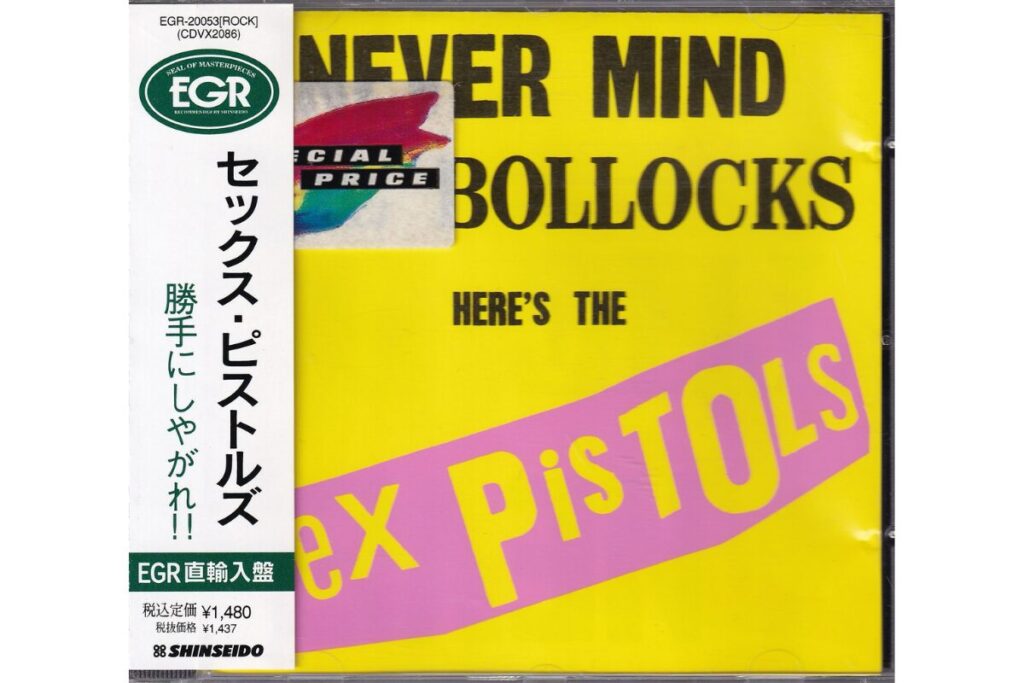 EGR-20053[ROCK]
(CDVX2086)
SEAL OF MASTERPIECES
EGR
RECOMMENDED BY SHINSEIDO
セックス・ピストルズ
勝手にしやがれ!!
EGR直輸入盤
税込定価 ¥1,480
税抜価格 ¥1,437
SHINSEIDO
NEVER MIND
ECIAL
PRICE
BOLLOCKS
HERE'S THE
eX PiSTOLS